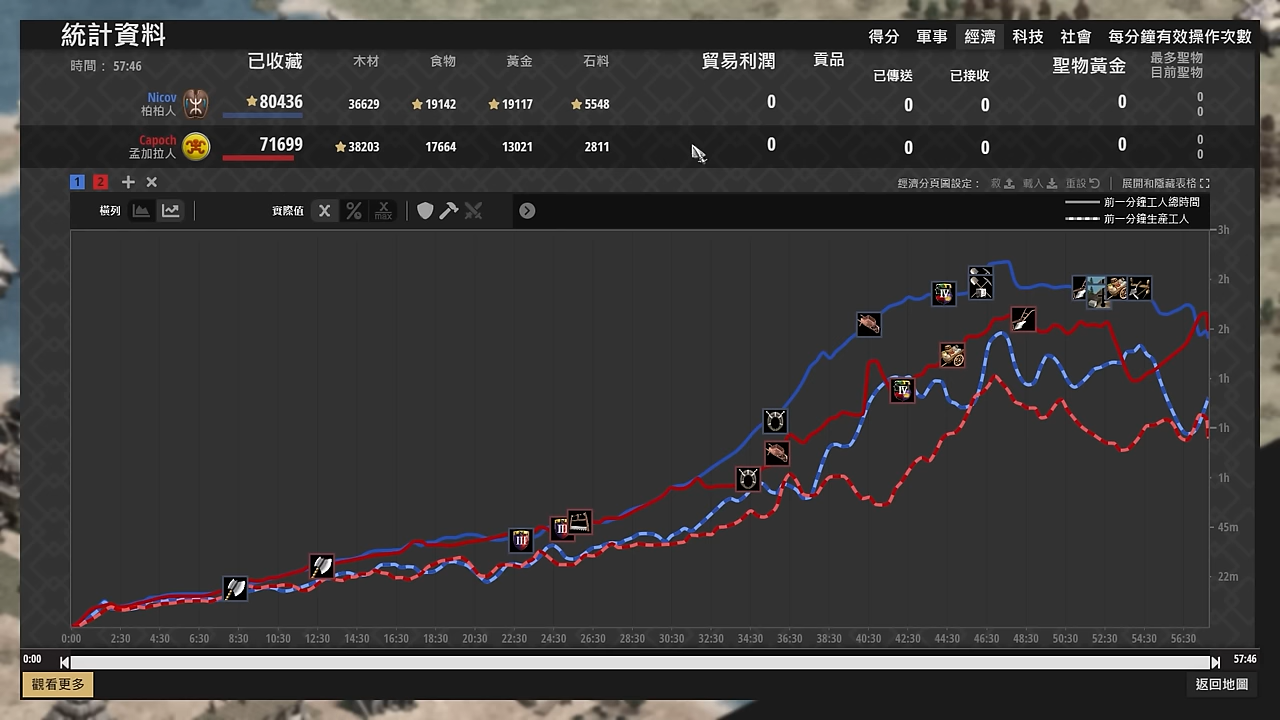 統計資料
得分 軍事 經濟 科技 社會 每分鐘有效操作次數
時間： 57:46
已收藏 木材 食物 黃金 石料 貿易利潤 貢品 已傳送 已接收 聖物黃金 最多聖物 目前聖物
Nicov
柏柏人
80436 36629 19142 19117 5548 0 0 0 0 0 0
Capoch
孟加拉人
71699 38203 17664 13021 2811 0 0 0 0 0 0
1 2
經濟分頁圖設定： 載入 重設 展開和隱藏表格
橫列 實際值 X % X max
前一分鐘工人總時間
前一分鐘生產工人
3h
2h
2h
1h
1h
1h
45m
22m
IV
IV
III
III
0:00 2:30 4:30 6:30 8:30 10:30 12:30 14:30 16:30 18:30 20:30 22:30 24:30 26:30 28:30 30:30 32:30 34:30 36:30 38:30 40:30 42:30 44:30 46:30 48:30 50:30 52:30 54:30 56:30
0:00 57:46
觀看更多 返回地圖